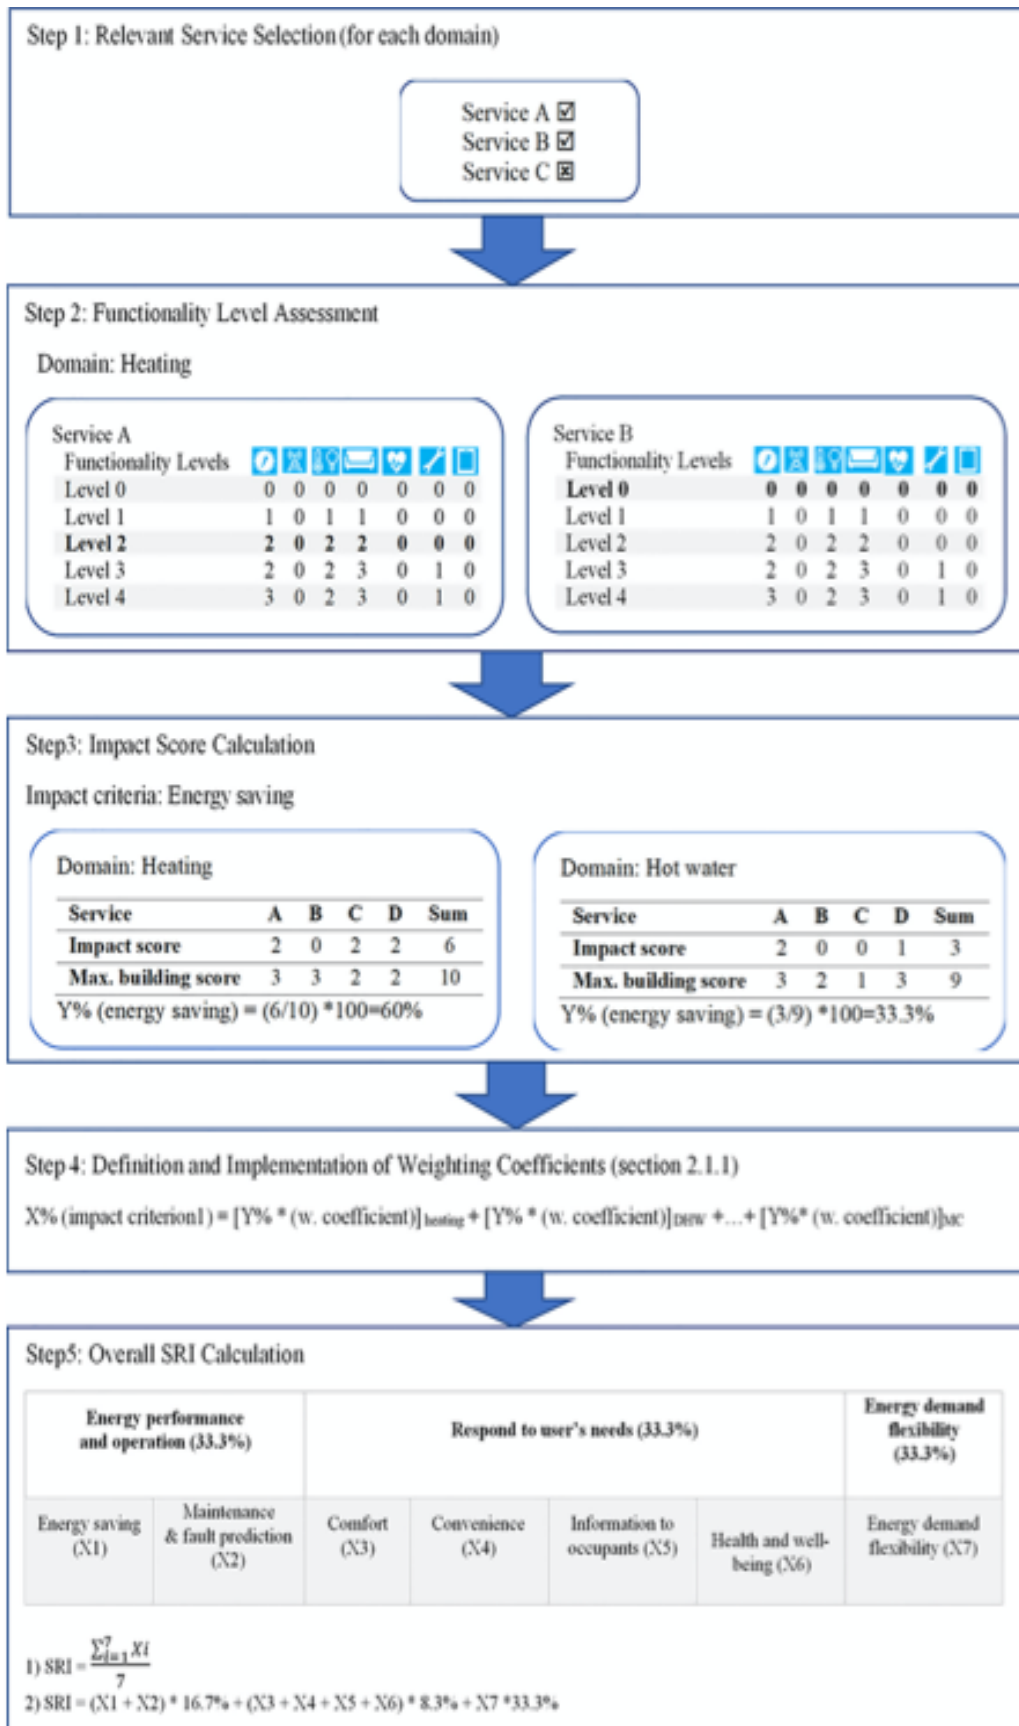 Step 1: Relevant Service Selection (for each domain)
Service A ☑
Service B ☑
Service C ☒
Step 2: Functionality Level Assessment
Domain: Heating
Service A
Functionality Levels
Level 0 0 0 0 0 0 0 0
Level 1 1 0 1 1 0 0 0
Level 2 2 0 2 2 0 0 0
Level 3 2 0 2 3 0 1 0
Level 4 3 0 2 3 0 1 0
Service B
Functionality Levels
Level 0 0 0 0 0 0 0 0
Level 1 1 0 1 1 0 0 0
Level 2 2 0 2 2 0 0 0
Level 3 2 0 2 3 0 1 0
Level 4 3 0 2 3 0 1 0
Step3: Impact Score Calculation
Impact criteria: Energy saving
Domain: Heating
Service A B C D Sum
Impact score 2 0 2 2 6
Max. building score 3 3 2 2 10
Y% (energy saving) = (6/10) *100=60%
Domain: Hot water
Service A B C D Sum
Impact score 2 0 0 1 3
Max. building score 3 2 1 3 9
Y% (energy saving) = (3/9) *100=33.3%
Step 4: Definition and Implementation of Weighting Coefficients (section 2.1.1)
X% (impact criterion1) = [Y% * (w. coefficient)]heating + [Y% * (w. coefficient)]DHW +…+ [Y%* (w. coefficient)]MC
Step5: Overall SRI Calculation
Energy performance
and operation (33.3%)
Respond to user's needs (33.3%)
Energy demand
flexibility
(33.3%)
Energy saving
(X1)
Maintenance
& fault prediction
(X2)
Comfort
(X3)
Convenience
(X4)
Information to
occupants (X5)
Health and well-
being (X6)
Energy demand
flexibility (X7)
1) SRI = ∑⁷ᵢ₌₁ Xi / 7
2) SRI = (X1 + X2) * 16.7% + (X3 + X4 + X5 + X6) * 8.3% + X7 *33.3%